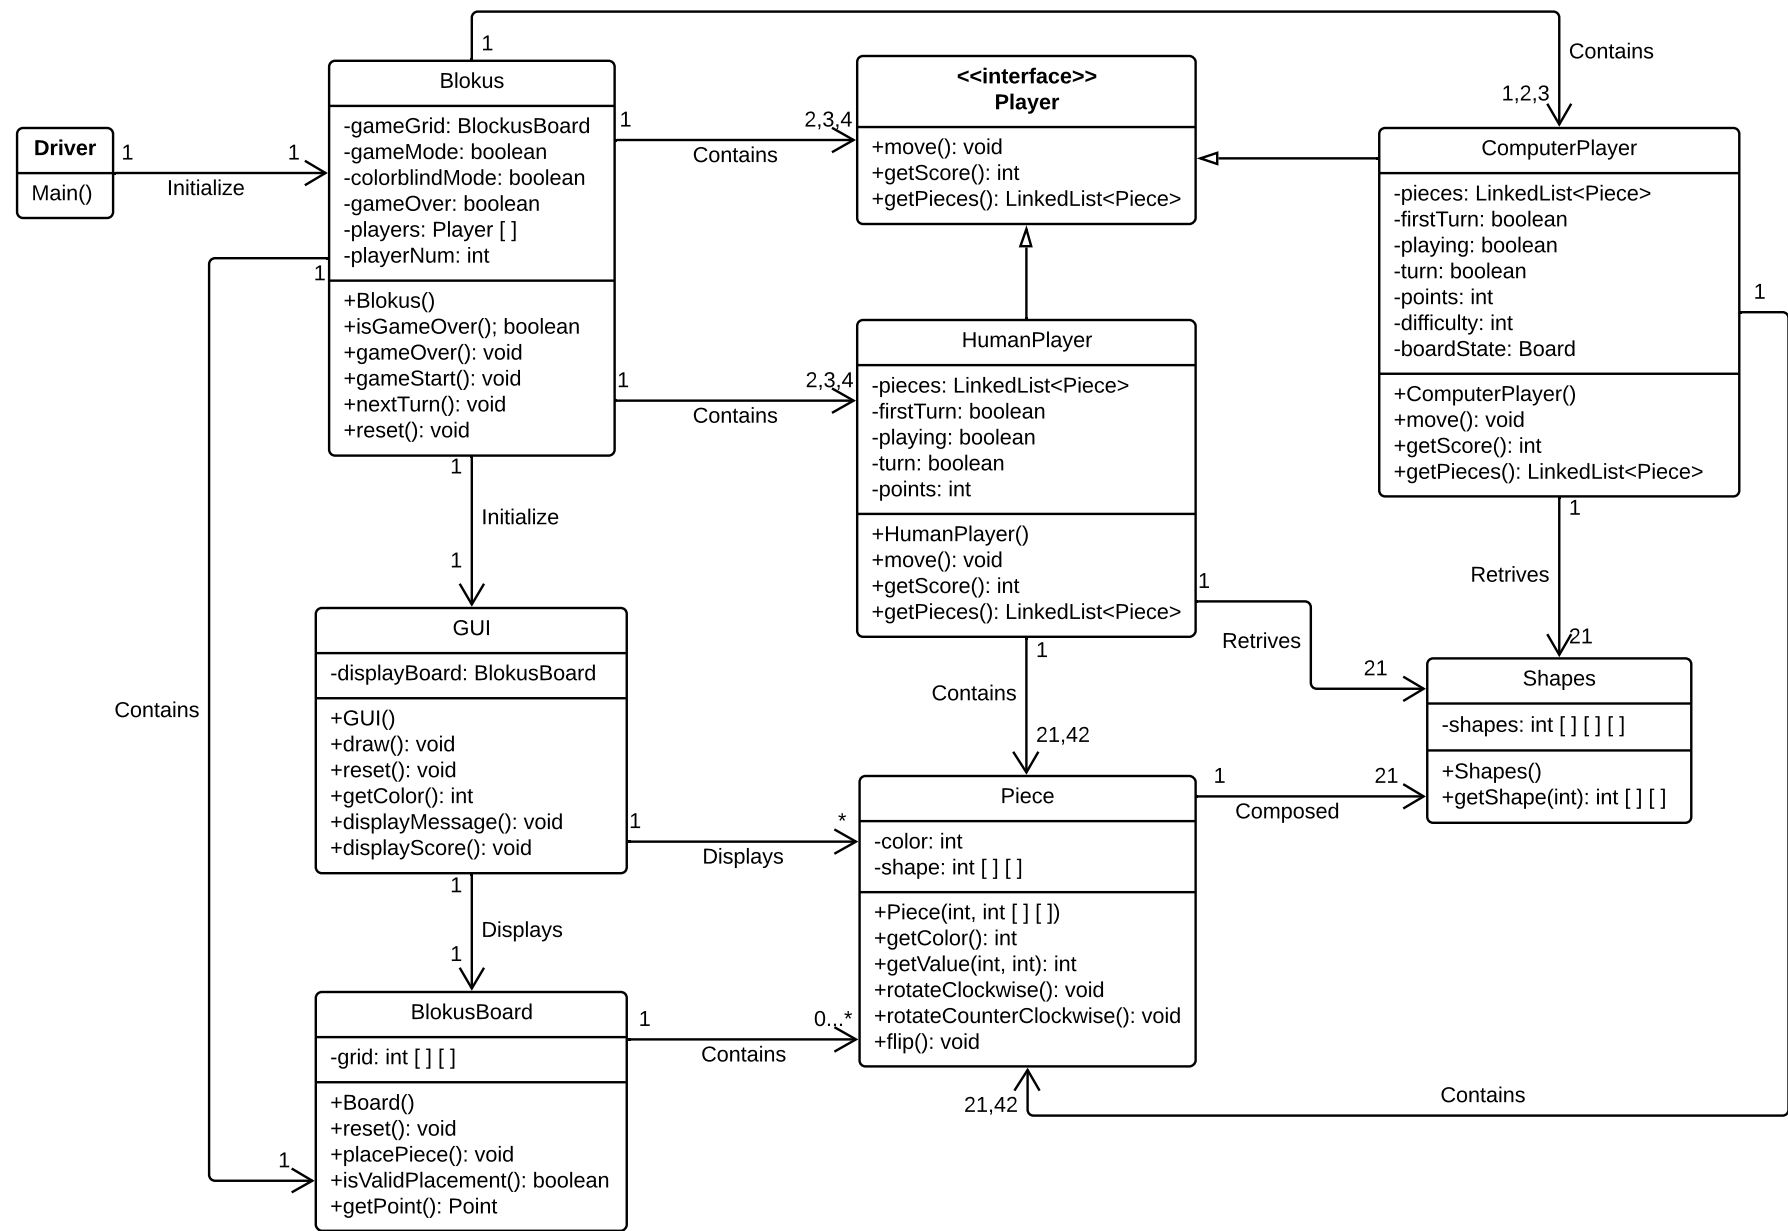 1
Contains
1,2,3
Blokus
-gameGrid: BlockusBoard
-gameMode: boolean
-colorblindMode: boolean
-gameOver: boolean
-players: Player [ ]
-playerNum: int
+Blokus()
+isGameOver(); boolean
+gameOver(): void
+gameStart(): void
+nextTurn(): void
+reset(): void
<<interface>>
Player
+move(): void
+getScore(): int
+getPieces(): LinkedList<Piece>
ComputerPlayer
-pieces: LinkedList<Piece>
-firstTurn: boolean
-playing: boolean
-turn: boolean
-points: int
-difficulty: int
-boardState: Board
+ComputerPlayer()
+move(): void
+getScore(): int
+getPieces(): LinkedList<Piece>
Driver
Main()
1
1
Initialize
1
2,3,4
Contains
1
1
1
2,3,4
Contains
HumanPlayer
-pieces: LinkedList<Piece>
-firstTurn: boolean
-playing: boolean
-turn: boolean
-points: int
+HumanPlayer()
+move(): void
+getScore(): int
+getPieces(): LinkedList<Piece>
1
Initialize
1
1
Retrives
21
1
Retrives
21
GUI
-displayBoard: BlokusBoard
+GUI()
+draw(): void
+reset(): void
+getColor(): int
+displayMessage(): void
+displayScore(): void
1
Contains
21,42
Shapes
-shapes: int [ ] [ ] [ ]
+Shapes()
+getShape(int): int [ ] [ ]
Contains
1
*
Displays
Piece
-color: int
-shape: int [ ] [ ]
+Piece(int, int [ ] [ ])
+getColor(): int
+getValue(int, int): int
+rotateClockwise(): void
+rotateCounterClockwise(): void
+flip(): void
1
21
Composed
1
Displays
1
BlokusBoard
-grid: int [ ] [ ]
+Board()
+reset(): void
+placePiece(): void
+isValidPlacement(): boolean
+getPoint(): Point
1
0...*
Contains
21,42
Contains
1